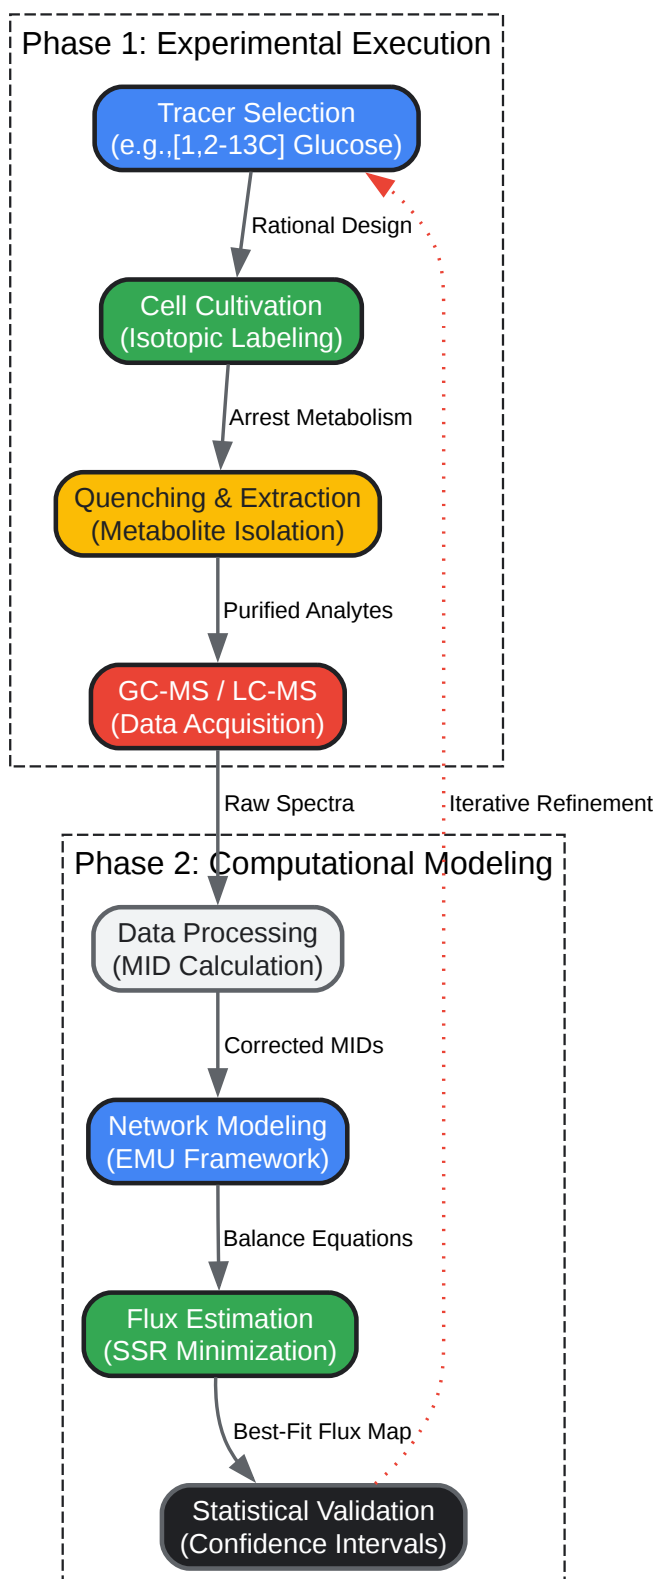 Phase 1: Experimental Execution
Tracer Selection
(e.g.,[1,2-13C] Glucose)
Rational Design
Cell Cultivation
(Isotopic Labeling)
Arrest Metabolism
Quenching & Extraction
(Metabolite Isolation)
Purified Analytes
GC-MS / LC-MS
(Data Acquisition)
Raw Spectra
Iterative Refinement
Phase 2: Computational Modeling
Data Processing
(MID Calculation)
Corrected MIDs
Network Modeling
(EMU Framework)
Balance Equations
Flux Estimation
(SSR Minimization)
Best-Fit Flux Map
Statistical Validation
(Confidence Intervals)